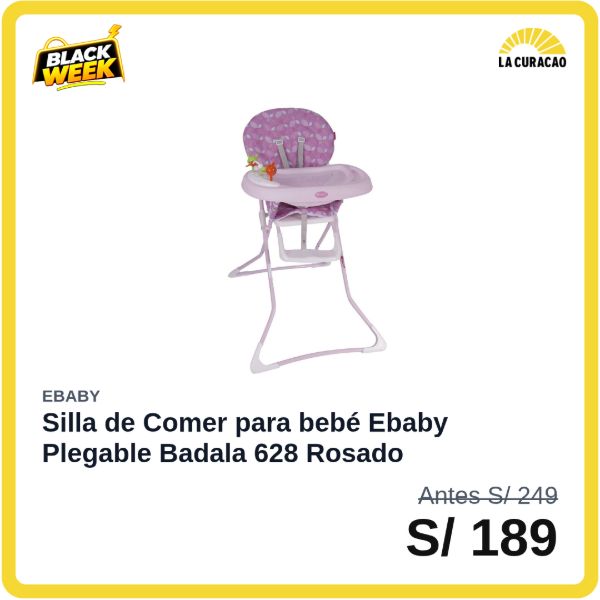 BLACK
WEEK
LA CURACAO
EBABY
Silla de Comer para bebé Ebaby
Plegable Badala 628 Rosado
Antes S/ 249
S/ 189